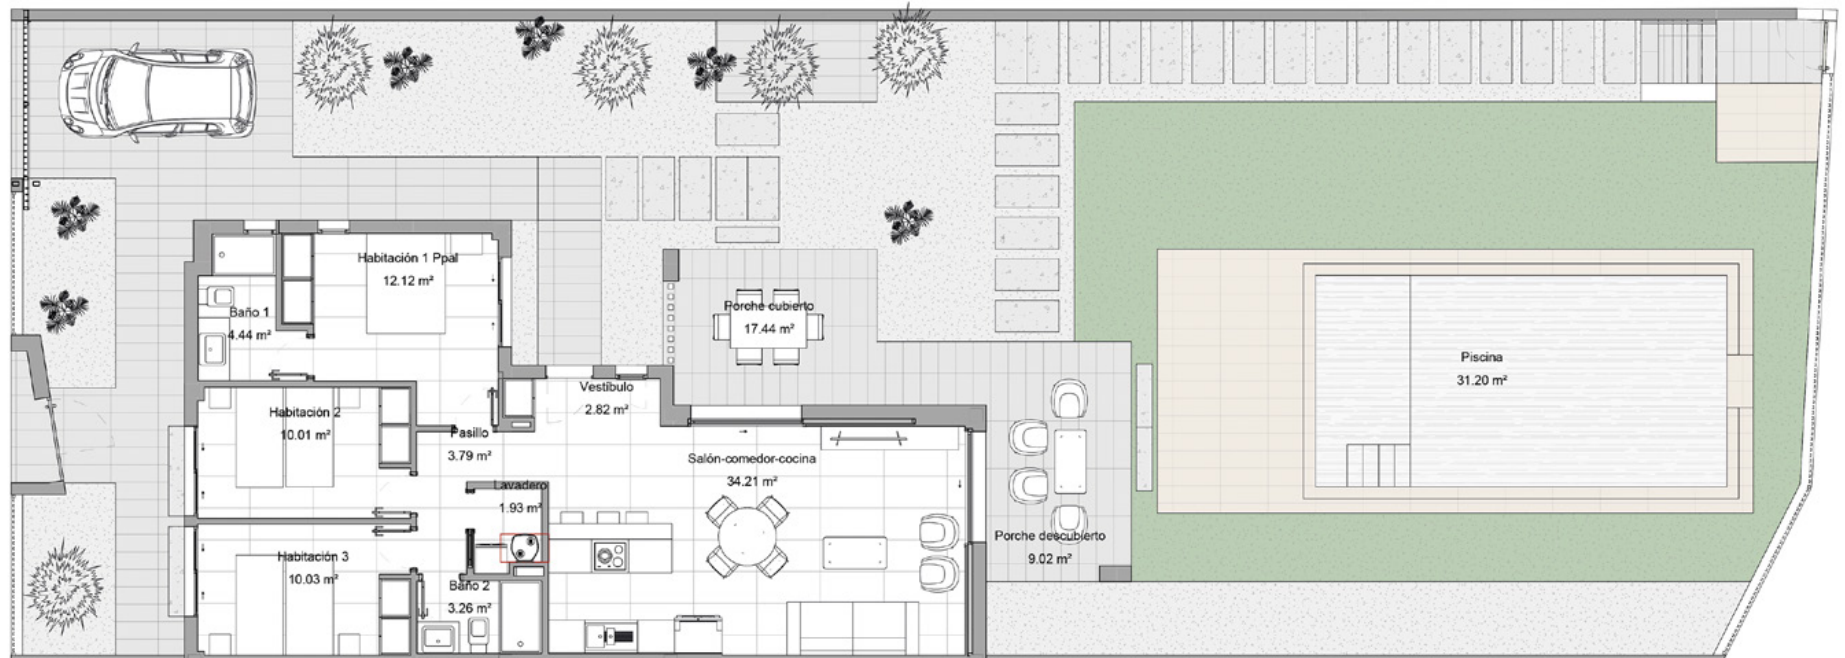 Habitación 1 Ppal
12.12 m²
Baño 1
4.44 m²
Porche cubierto
17.44 m²
Piscina
31.20 m²
Habitación 2
10.01 m²
Vestíbulo
2.82 m²
Pasillo
3.79 m²
Salón-comedor-cocina
34.21 m²
Lavadero
1.93 m²
Porche descubierto
9.02 m²
Habitación 3
10.03 m²
Baño 2
3.26 m²